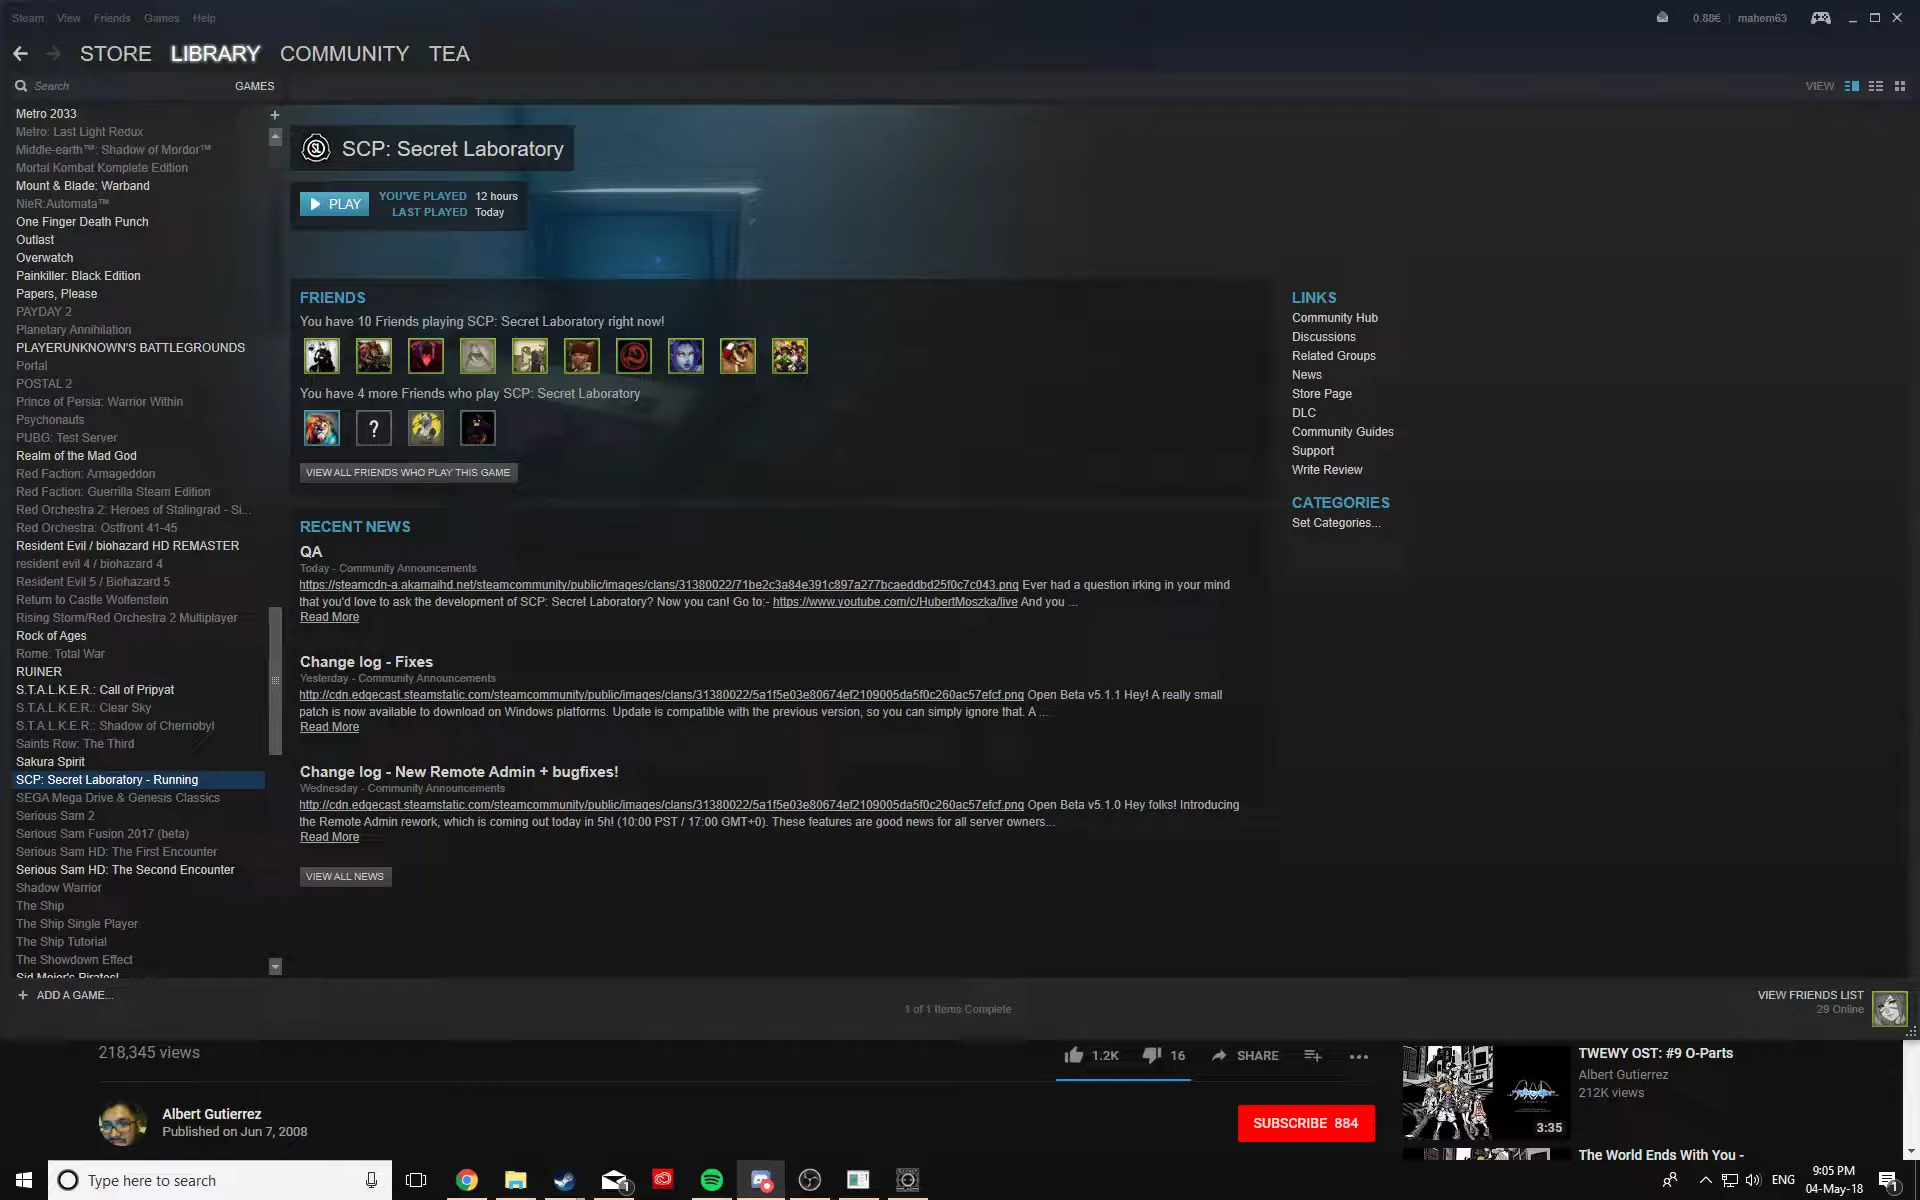 Steam View Friends Games Help
0.88€ | mahem63
STORE LIBRARY COMMUNITY TEA
Search GAMES
VIEW
Metro 2033
Metro: Last Light Redux
Middle-earth™: Shadow of Mordor™
Mortal Kombat Komplete Edition
Mount & Blade: Warband
NieR:Automata™
One Finger Death Punch
Outlast
Overwatch
Painkiller: Black Edition
Papers, Please
PAYDAY 2
Planetary Annihilation
PLAYERUNKNOWN'S BATTLEGROUNDS
Portal
POSTAL 2
Prince of Persia: Warrior Within
Psychonauts
PUBG: Test Server
Realm of the Mad God
Red Faction: Armageddon
Red Faction: Guerrilla Steam Edition
Red Orchestra 2: Heroes of Stalingrad - Si...
Red Orchestra: Ostfront 41-45
Resident Evil / biohazard HD REMASTER
resident evil 4 / biohazard 4
Resident Evil 5 / Biohazard 5
Return to Castle Wolfenstein
Rising Storm/Red Orchestra 2 Multiplayer
Rock of Ages
Rome: Total War
RUINER
S.T.A.L.K.E.R.: Call of Pripyat
S.T.A.L.K.E.R.: Clear Sky
S.T.A.L.K.E.R.: Shadow of Chernobyl
Saints Row: The Third
Sakura Spirit
SCP: Secret Laboratory - Running
SEGA Mega Drive & Genesis Classics
Serious Sam 2
Serious Sam Fusion 2017 (beta)
Serious Sam HD: The First Encounter
Serious Sam HD: The Second Encounter
Shadow Warrior
The Ship
The Ship Single Player
The Ship Tutorial
The Showdown Effect
Sid Meier's Pirates!
+ ADD A GAME...
SCP: Secret Laboratory
PLAY
YOU'VE PLAYED 12 hours
LAST PLAYED Today
FRIENDS
You have 10 Friends playing SCP: Secret Laboratory right now!
You have 4 more Friends who play SCP: Secret Laboratory
?
VIEW ALL FRIENDS WHO PLAY THIS GAME
RECENT NEWS
QA
Today - Community Announcements
https://steamcdn-a.akamaihd.net/steamcommunity/public/images/clans/31380022/71be2c3a84e391c897a277bcaeddbd25f0c7c043.png Ever had a question irking in your mind
that you'd love to ask the development of SCP: Secret Laboratory? Now you can! Go to:- https://www.youtube.com/c/HubertMoszka/live And you ...
Read More
Change log - Fixes
Yesterday - Community Announcements
http://cdn.edgecast.steamstatic.com/steamcommunity/public/images/clans/31380022/5a1f5e03e80674ef2109005da5f0c260ac57efcf.png Open Beta v5.1.1 Hey! A really small
patch is now available to download on Windows platforms. Update is compatible with the previous version, so you can simply ignore that. A ...
Read More
Change log - New Remote Admin + bugfixes!
Wednesday - Community Announcements
http://cdn.edgecast.steamstatic.com/steamcommunity/public/images/clans/31380022/5a1f5e03e80674ef2109005da5f0c260ac57efcf.png Open Beta v5.1.0 Hey folks! Introducing
the Remote Admin rework, which is coming out today in 5h! (10:00 PST / 17:00 GMT+0). These features are good news for all server owners...
Read More
VIEW ALL NEWS
LINKS
Community Hub
Discussions
Related Groups
News
Store Page
DLC
Community Guides
Support
Write Review
CATEGORIES
Set Categories...
1 of 1 Items Complete
VIEW FRIENDS LIST
29 Online
218,345 views
1.2K 16 SHARE
Albert Gutierrez
Published on Jun 7, 2008
SUBSCRIBE 884
TWEWY OST: #9 O-Parts
Albert Gutierrez
212K views
3:35
The World Ends With You -
Type here to search
1
ENG
9:05 PM
04-May-18
1